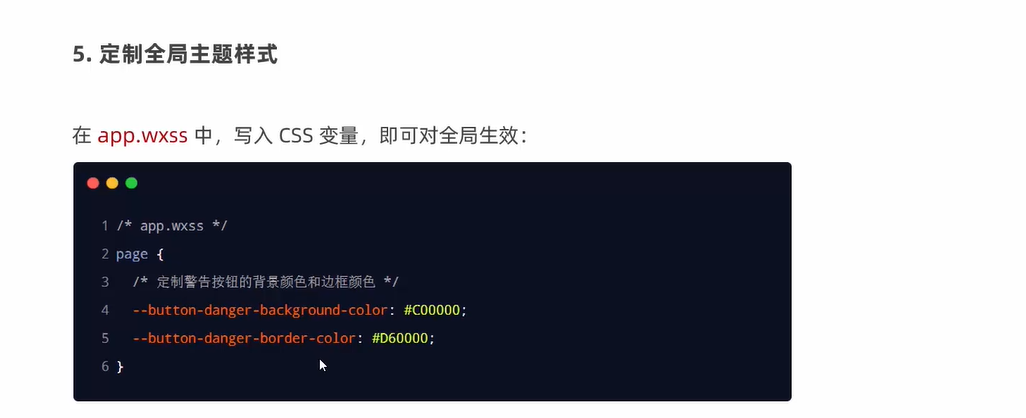 5. 定制全局主题样式
在 app.wxss 中，写入 CSS 变量，即可对全局生效：
1 /* app.wxss */
2 page {
3 /* 定制警告按钮的背景颜色和边框颜色 */
4 --button-danger-background-color: #C00000;
5 --button-danger-border-color: #D60000;
6 }